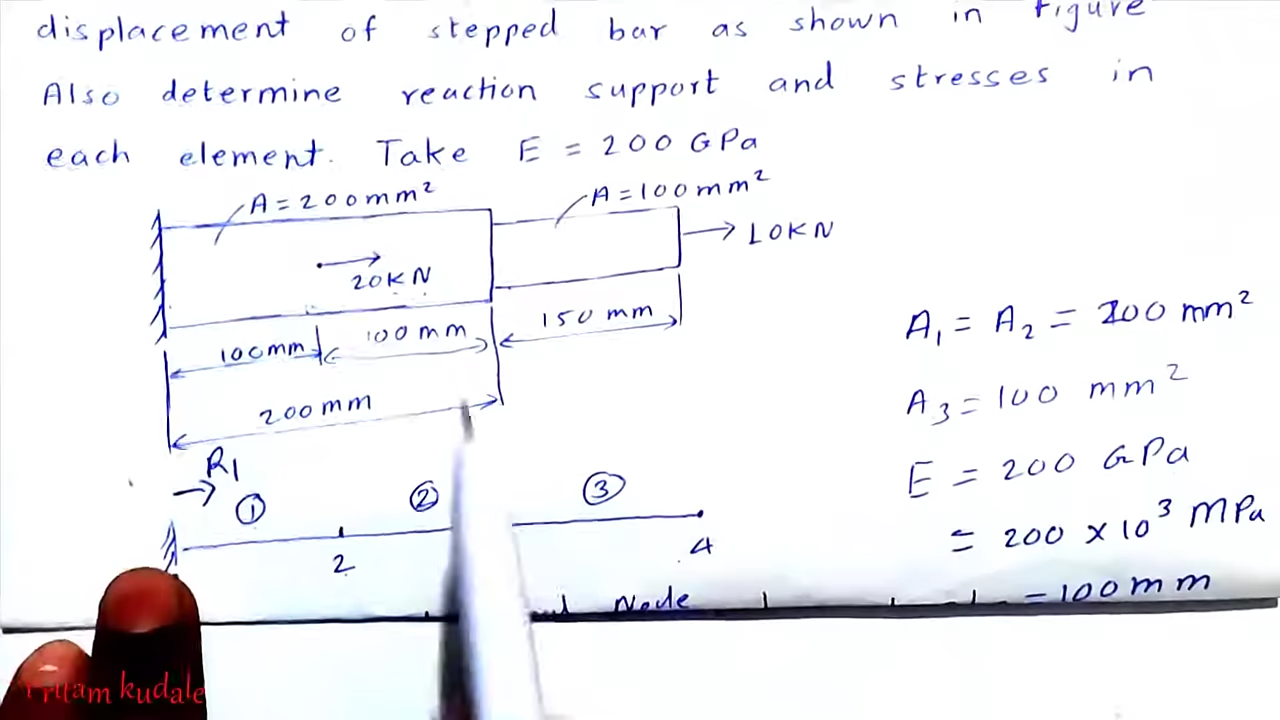 displacement of stepped bar as shown in Figure
Also determine reaction support and stresses in
each element. Take E = 200 GPa
A = 200 mm²
A = 100 mm²
10KN
20KN
100mm
100 mm
150 mm
200 mm
A₁ = A₂ = 200 mm²
A₃ = 100 mm²
E = 200 GPa
= 200 × 10³ MPa
= 100 mm
R₁
①
②
③
2
4
Node
kudale